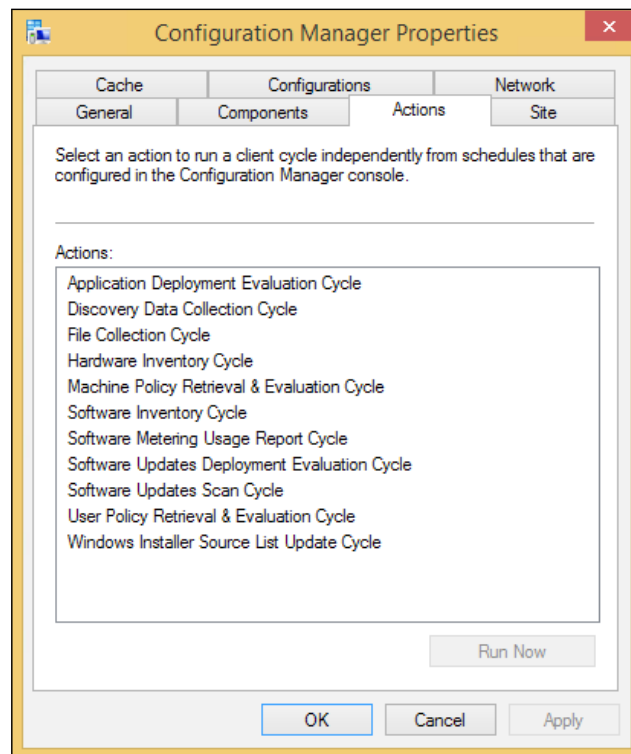 Configuration Manager Properties
Cache Configurations Network
General Components Actions Site
Select an action to run a client cycle independently from schedules that are
configured in the Configuration Manager console.
Actions:
Application Deployment Evaluation Cycle
Discovery Data Collection Cycle
File Collection Cycle
Hardware Inventory Cycle
Machine Policy Retrieval & Evaluation Cycle
Software Inventory Cycle
Software Metering Usage Report Cycle
Software Updates Deployment Evaluation Cycle
Software Updates Scan Cycle
User Policy Retrieval & Evaluation Cycle
Windows Installer Source List Update Cycle
Run Now
OK Cancel Apply